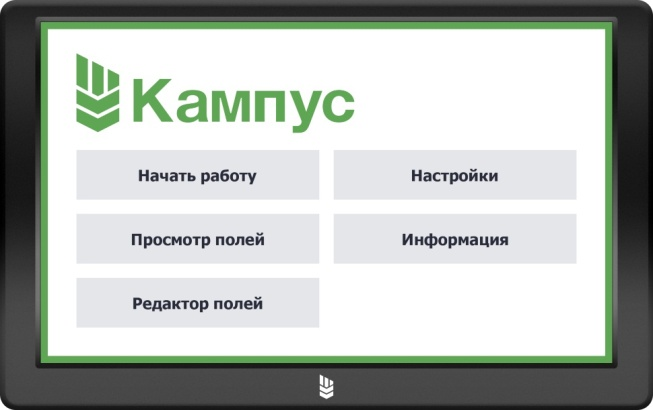 Кампус
Начать работу
Настройки
Просмотр полей
Информация
Редактор полей